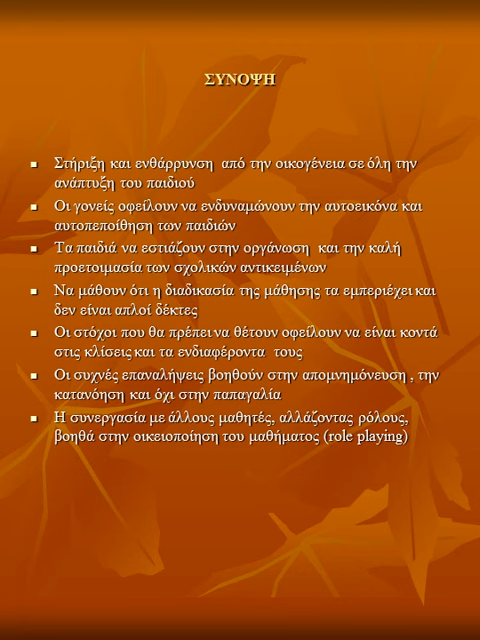 ΣΥΝΟΨΗ
Στήριξη και ενθάρρυνση  από την οικογένεια σε όλη την
ανάπτυξη του παιδιού
Οι γονείς οφείλουν να ενδυναμώνουν την αυτοεικόνα και
αυτοπεποίθηση των παιδιών
Τα παιδιά να εστιάζουν στην οργάνωση  και την καλή
προετοιμασία των σχολικών αντικειμένων
Να μάθουν ότι η διαδικασία της μάθησης τα εμπεριέχει και
δεν είναι απλοί δέκτες
Οι στόχοι που θα πρέπει να θέτουν οφείλουν να είναι κοντά
στις κλίσεις και τα ενδιαφέροντα  τους
Οι συχνές επαναλήψεις βοηθούν στην απομνημόνευση , την
κατανόηση και όχι στην παπαγαλία
Η συνεργασία με άλλους μαθητές, αλλάζοντας ρόλους,
βοηθά στην οικειοποίηση του μαθήματος (role playing)